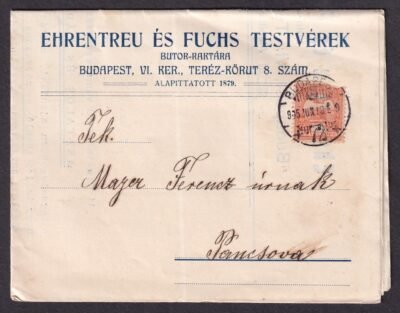 EHRENTREU ÉS FUCHS TESTVÉREK
BUTOR-RAKTÁRA
BUDAPEST, VI. KER., TERÉZ-KÖRUT 8. SZÁM.
ALAPITTATOTT 1879.
Tek.
Majer Ferencz úrnak
Pancsova